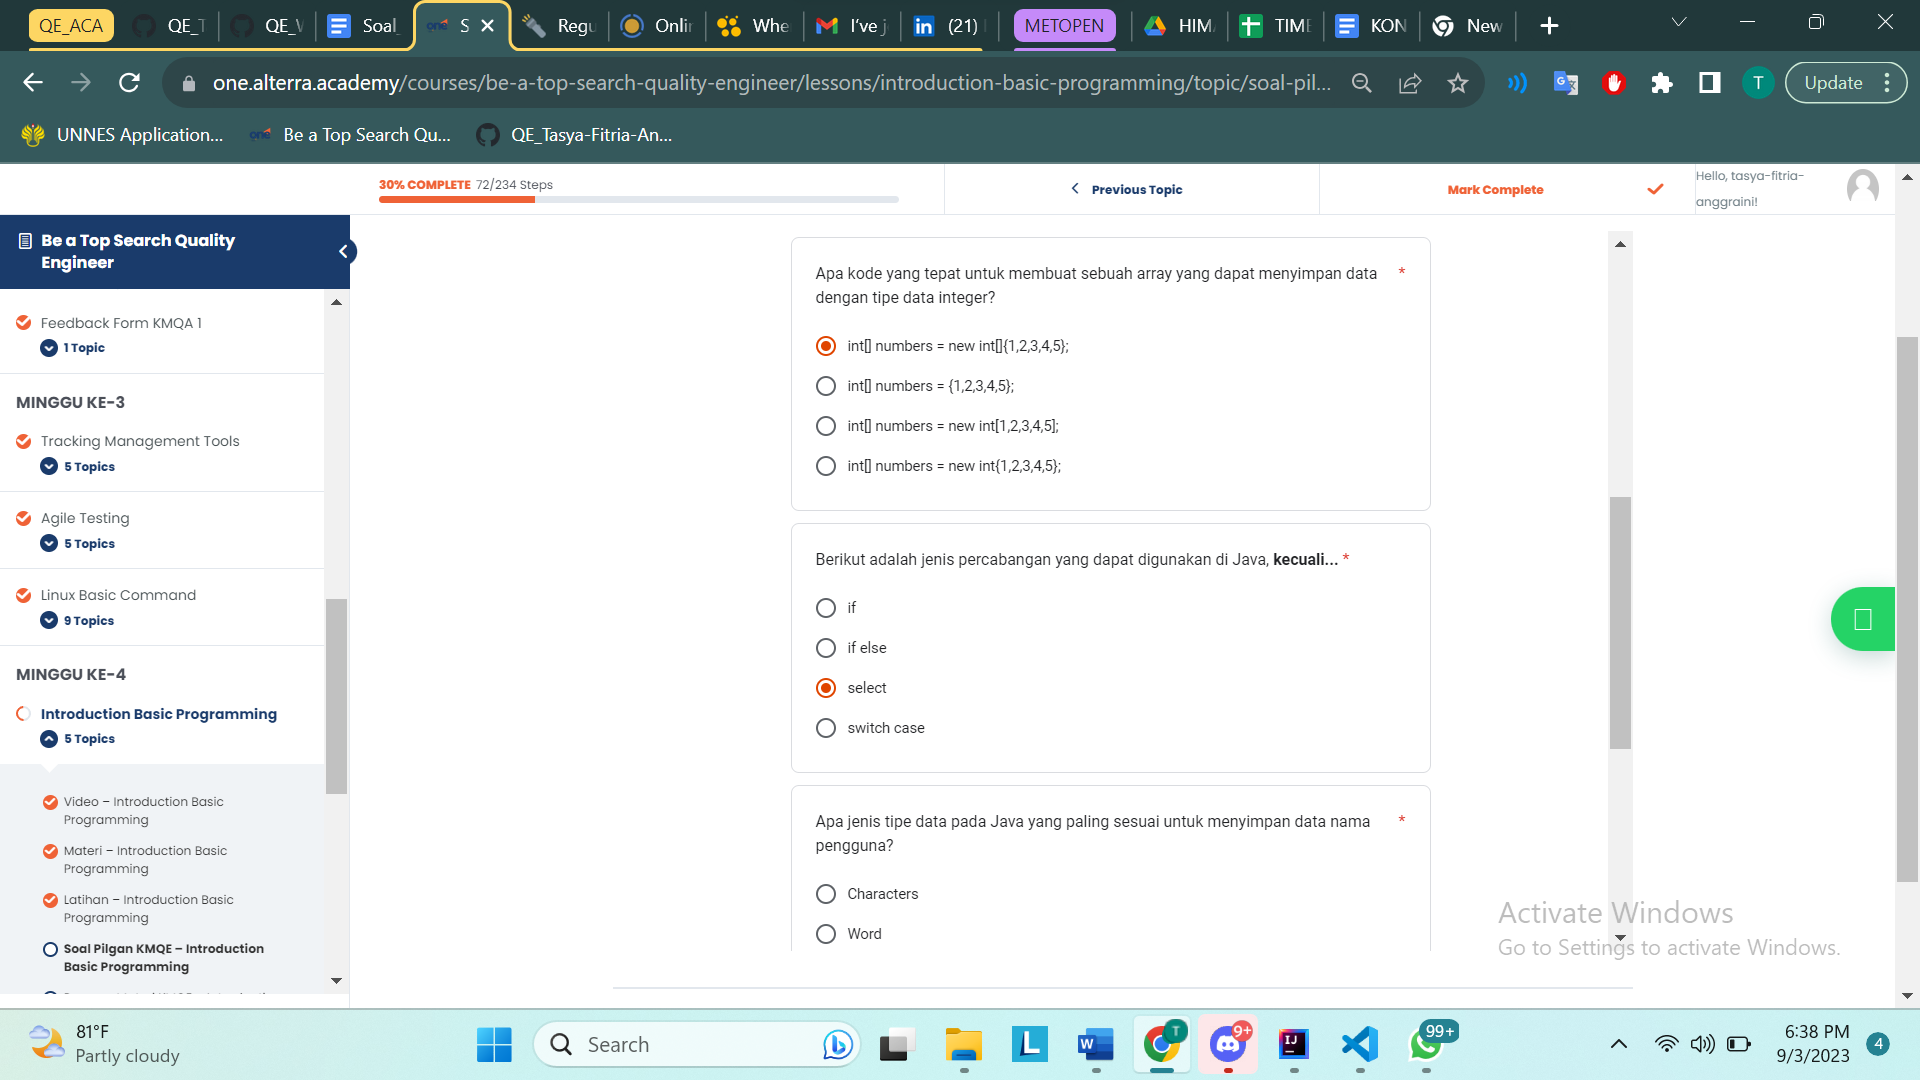 QE_ACA
QE_T
QE_V
Soal_
S
Regu
Onlin
Whe
I've j
(21)
METOPEN
HIM
TIME
KON
New
one.alterra.academy/courses/be-a-top-search-quality-engineer/lessons/introduction-basic-programming/topic/soal-pil...
T
Update
UNNES Application...
Be a Top Search Qu...
QE_Tasya-Fitria-An...
30% COMPLETE 72/234 Steps
Previous Topic
Mark Complete
Hello, tasya-fitria-
anggraini!
Be a Top Search Quality
Engineer
Feedback Form KMQA 1
1 Topic
MINGGU KE-3
Tracking Management Tools
5 Topics
Agile Testing
5 Topics
Linux Basic Command
9 Topics
MINGGU KE-4
Introduction Basic Programming
5 Topics
Video – Introduction Basic
Programming
Materi – Introduction Basic
Programming
Latihan – Introduction Basic
Programming
Soal Pilgan KMQE – Introduction
Basic Programming
Apa kode yang tepat untuk membuat sebuah array yang dapat menyimpan data *
dengan tipe data integer?
int[] numbers = new int[]{1,2,3,4,5};
int[] numbers = {1,2,3,4,5};
int[] numbers = new int[1,2,3,4,5];
int[] numbers = new int{1,2,3,4,5};
Berikut adalah jenis percabangan yang dapat digunakan di Java, kecuali... *
if
if else
select
switch case
Apa jenis tipe data pada Java yang paling sesuai untuk menyimpan data nama *
pengguna?
Characters
Word
Activate Windows
Go to Settings to activate Windows.
81°F
Partly cloudy
Search
T
9+
99+
6:38 PM
9/3/2023
4